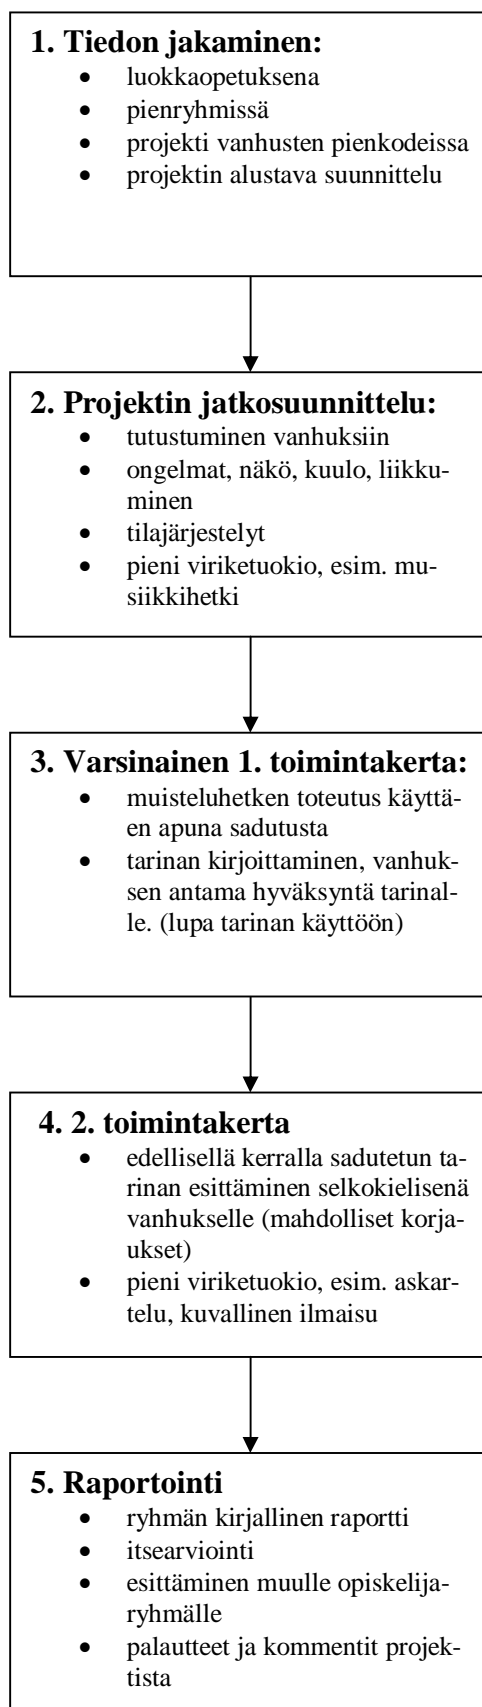 1. Tiedon jakaminen:
• luokkaopetuksena
• pienryhmissä
• projekti vanhusten pienkodeissa
• projektin alustava suunnittelu
2. Projektin jatkosuunnittelu:
• tutustuminen vanhuksiin
• ongelmat, näkö, kuulo, liikku-
minen
• tilajärjestelyt
• pieni viriketuokio, esim. mu-
siikkihetki
3. Varsinainen 1. toimintakerta:
• muisteluhetken toteutus käyttä-
en apuna sadutusta
• tarinan kirjoittaminen, vanhuk-
sen antama hyväksyntä tarinal-
le. (lupa tarinan käyttöön)
4. 2. toimintakerta
• edellisellä kerralla sadutetun ta-
rinan esittäminen selkokielisenä
vanhukselle (mahdolliset korja-
ukset)
• pieni viriketuokio, esim. askar-
telu, kuvallinen ilmaisu
5. Raportointi
• ryhmän kirjallinen raportti
• itsearviointi
• esittäminen muulle opiskelija-
ryhmälle
• palautteet ja kommentit projek-
tista